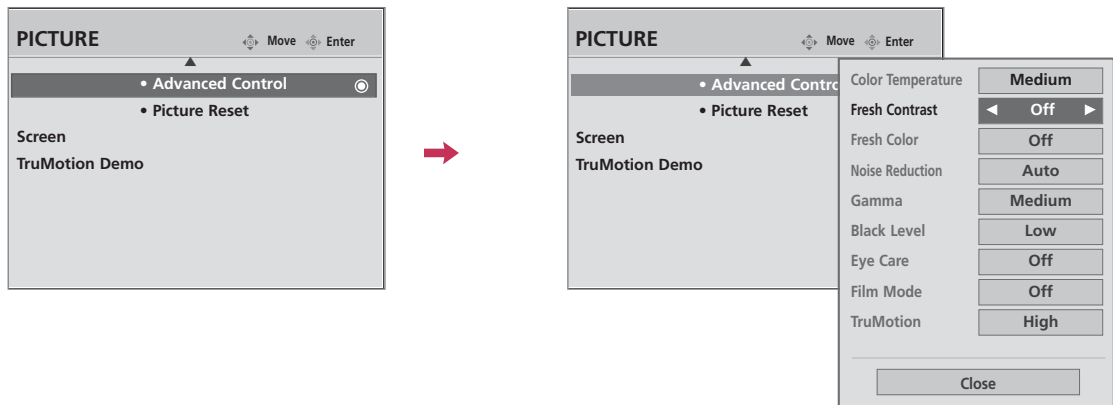 PICTURE
Move Enter
• Advanced Control
• Picture Reset
Screen
TruMotion Demo
PICTURE
Move Enter
• Advanced Contro
• Picture Reset
Screen
TruMotion Demo
Color Temperature Medium
Fresh Contrast Off
Fresh Color Off
Noise Reduction Auto
Gamma Medium
Black Level Low
Eye Care Off
Film Mode Off
TruMotion High
Close